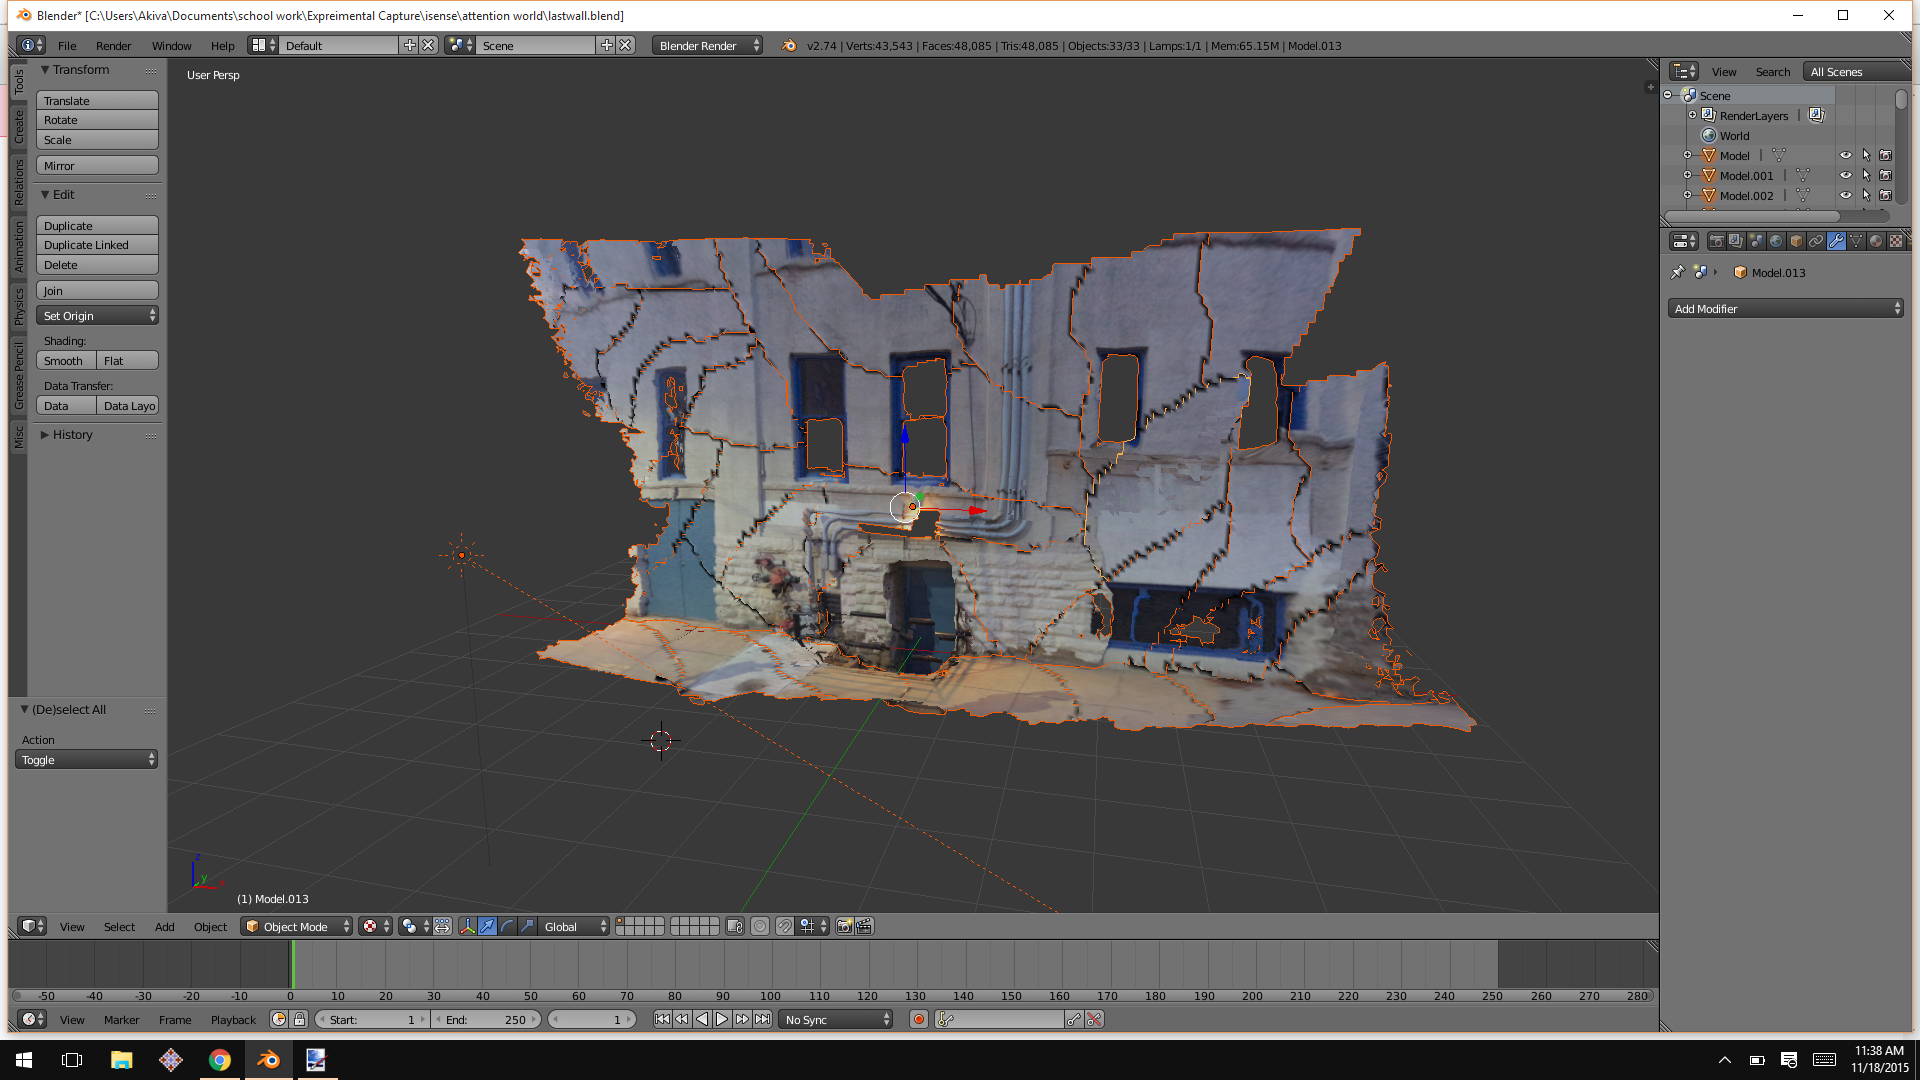 Blender* [C:\Users\Akiva\Documents\school work\Expreimental Capture\isense\attention world\lastwall.blend]
File Render Window Help Default Scene Blender Render v2.74 | Verts:43,543 | Faces:48,085 | Tris:48,085 | Objects:33/33 | Lamps:1/1 | Mem:65.15M | Model.013
Tools
Create
Relations
Animation
Physics
Grease Pencil
Misc
Transform
Translate
Rotate
Scale
Mirror
Edit
Duplicate
Duplicate Linked
Delete
Join
Set Origin
Shading:
Smooth Flat
Data Transfer:
Data Data Layo
History
(De)select All
Action
Toggle
User Persp
z
y
(1) Model.013
View Search All Scenes
Scene
RenderLayers |
World
Model |
Model.001 |
Model.002 |
Model.013
Add Modifier
View Select Add Object Object Mode Global
-50 -40 -30 -20 -10 0 10 20 30 40 50 60 70 80 90 100 110 120 130 140 150 160 170 180 190 200 210 220 230 240 250 260 270 280
View Marker Frame Playback Start: 1 End: 250 1 No Sync
11:38 AM
11/18/2015